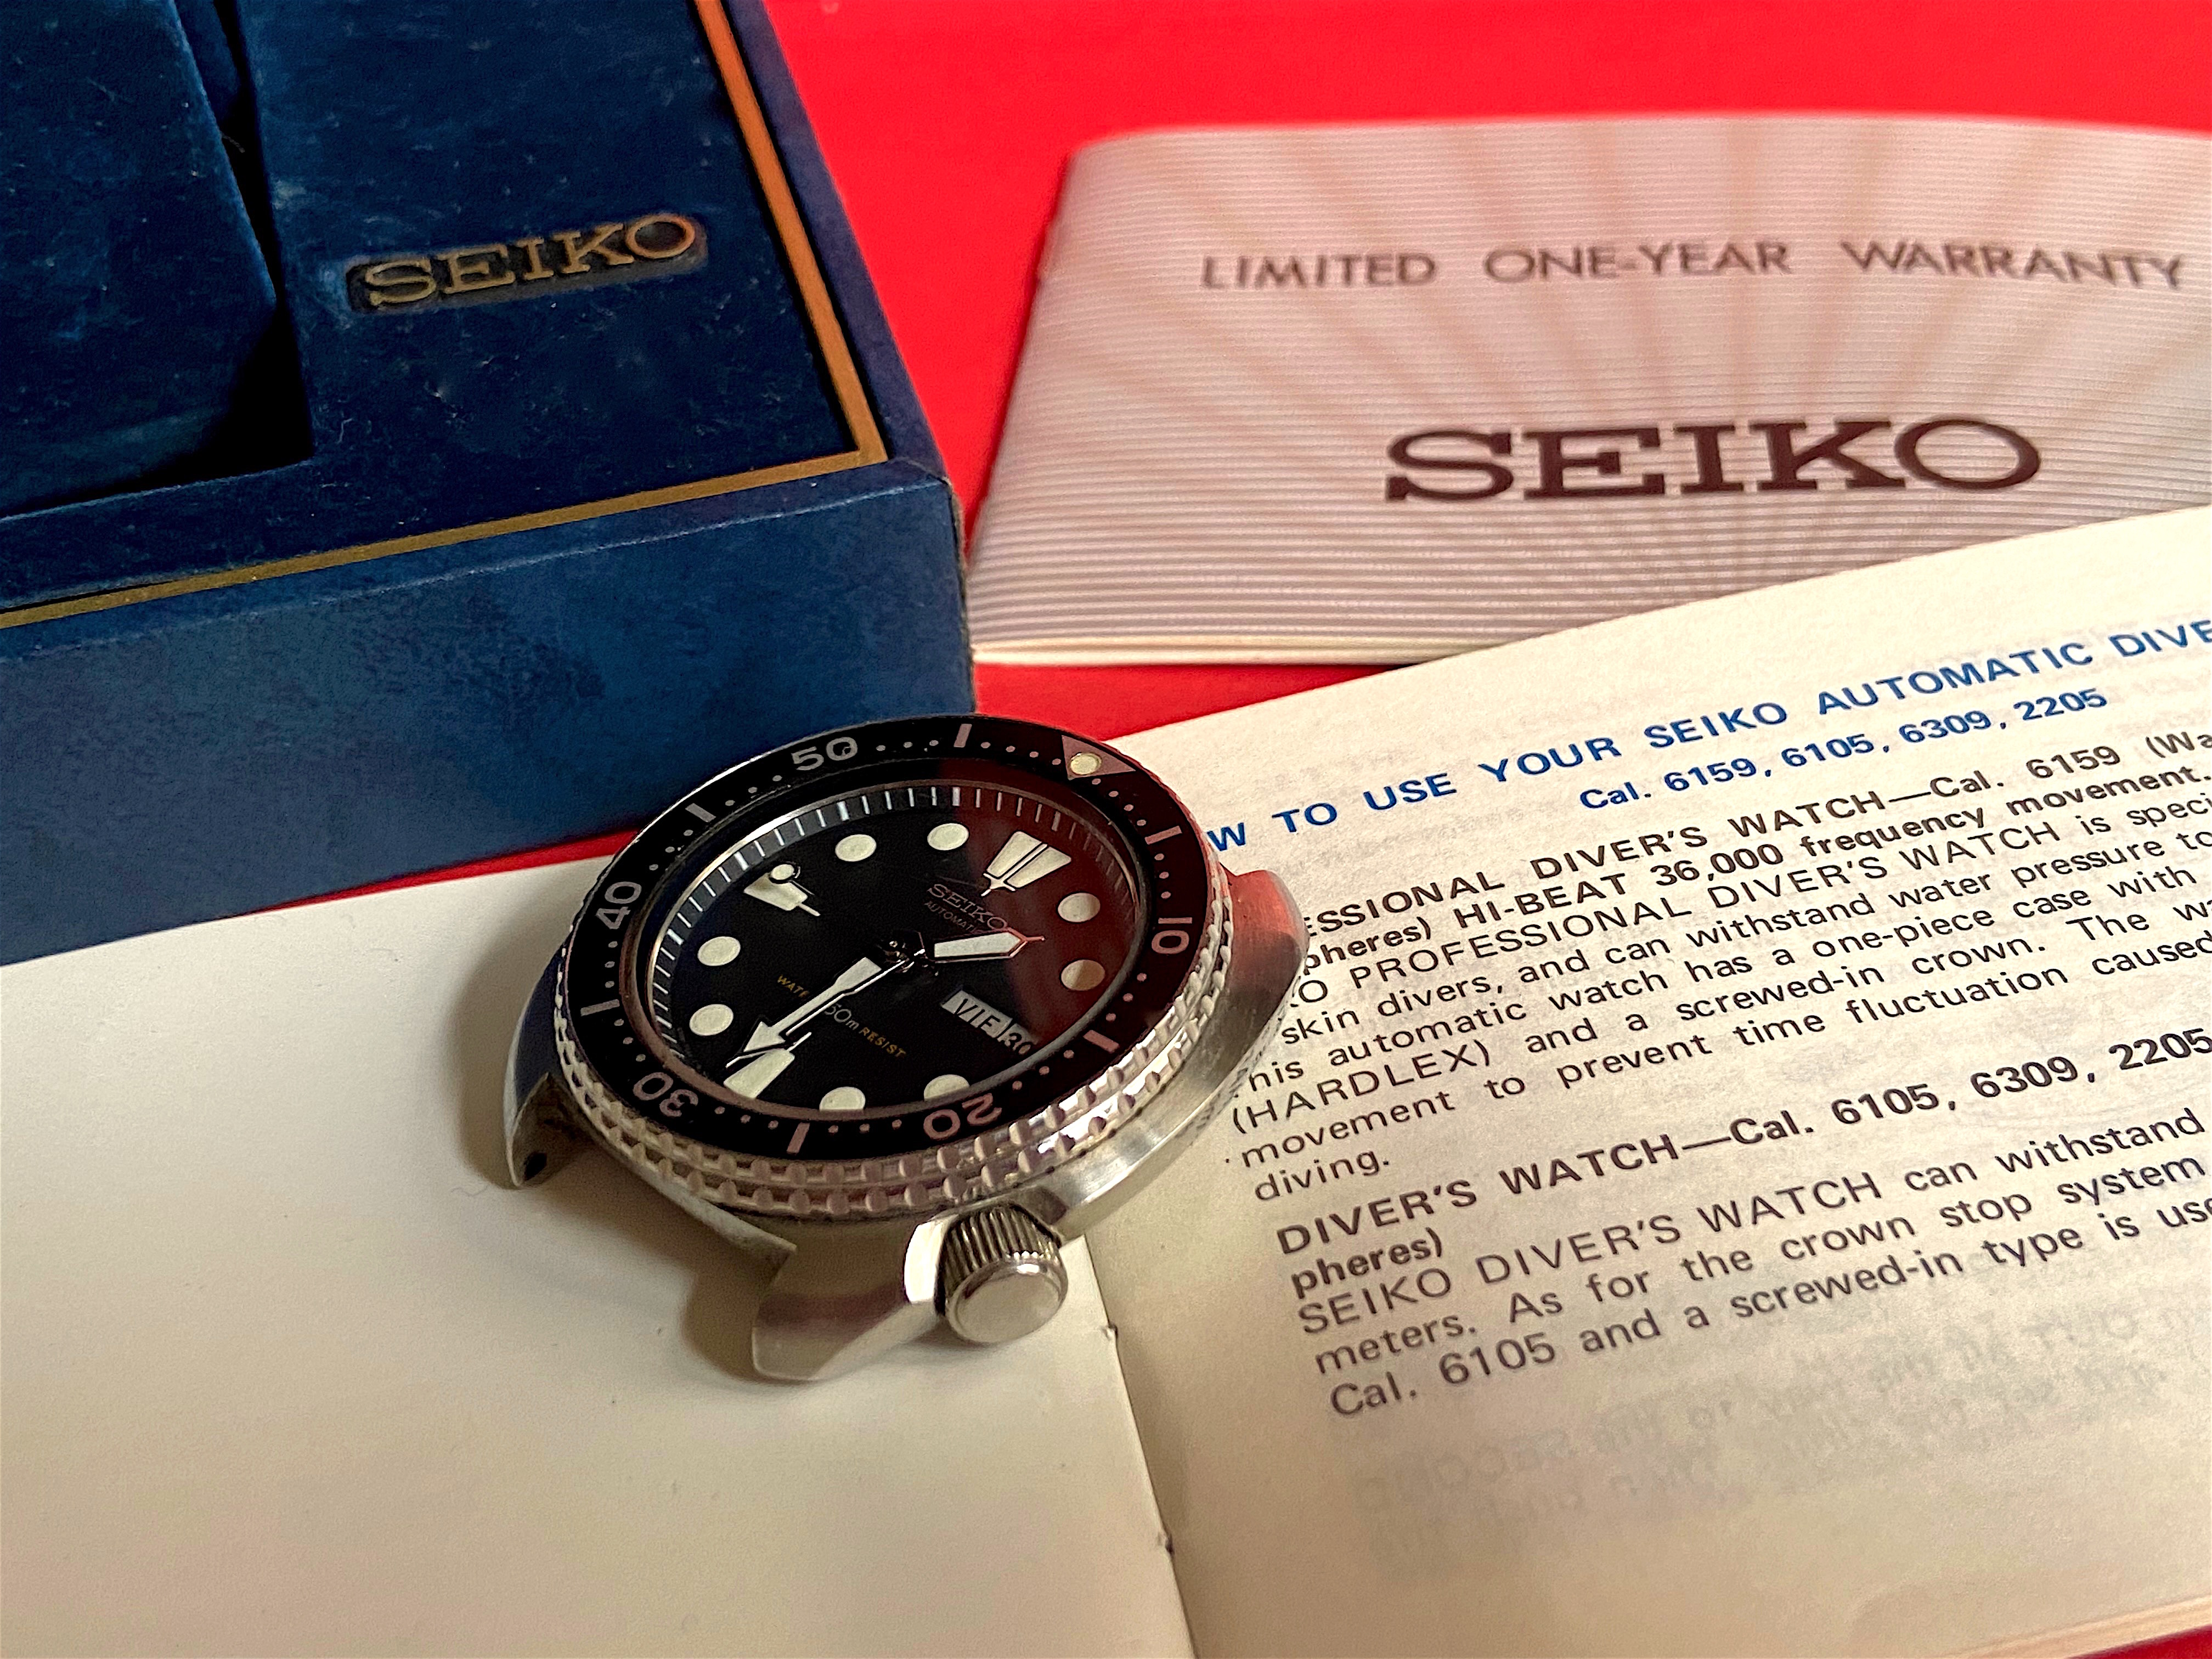 SEIKO
LIMITED ONE-YEAR WARRANTY
SEIKO
TO USE YOUR SEIKO AUTOMATIC
Cal. 6159, 6105, 6309, 2205
DIVER'S WATCH—Cal. 6159
HI-BEAT 36,000 frequency movement.
PROFESSIONAL DIVER'S WATCH is
skin divers, and can withstand water pressure to
automatic watch has a one-piece case with
(HARDLEX) and a screwed-in crown. The
movement to prevent time fluctuation caused
diving.
DIVER'S WATCH—Cal. 6105, 6309, 2205
pheres)
SEIKO DIVER'S WATCH can withstand
meters. As for the crown stop system
Cal. 6105 and a screwed-in type is
50
40
30
20
10
SEIKO
AUTOMATIC
VIE 30
RESIST